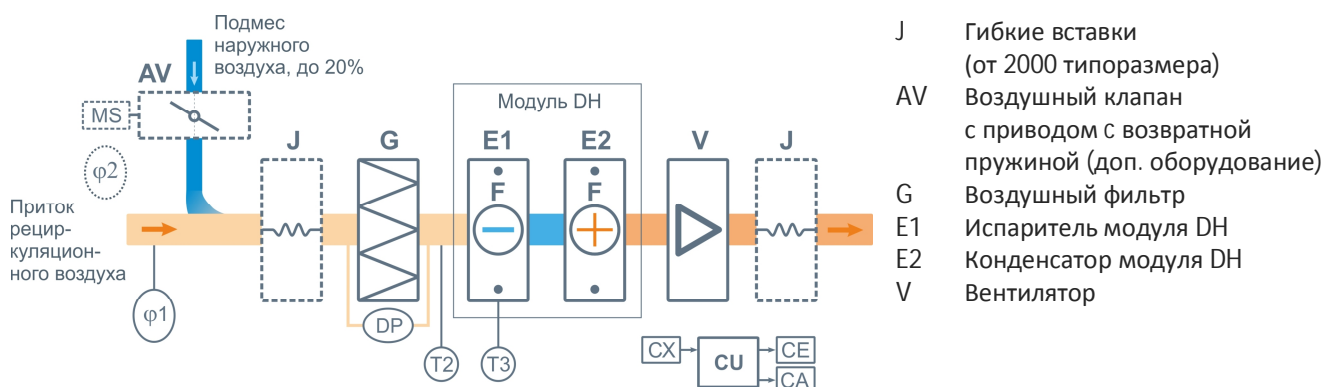 Подмес
наружного
воздуха, до 20%
AV
MS
φ2
J
G
Модуль DH
E1
E2
V
J
F
F
Приток
рецир-
куляцион-
ного воздуха
φ1
DP
T2
T3
CX
CU
CE
CA
J Гибкие вставки
(от 2000 типоразмера)
AV Воздушный клапан
с приводом с возвратной
пружиной (доп. оборудование)
G Воздушный фильтр
E1 Испаритель модуля DH
E2 Конденсатор модуля DH
V Вентилятор